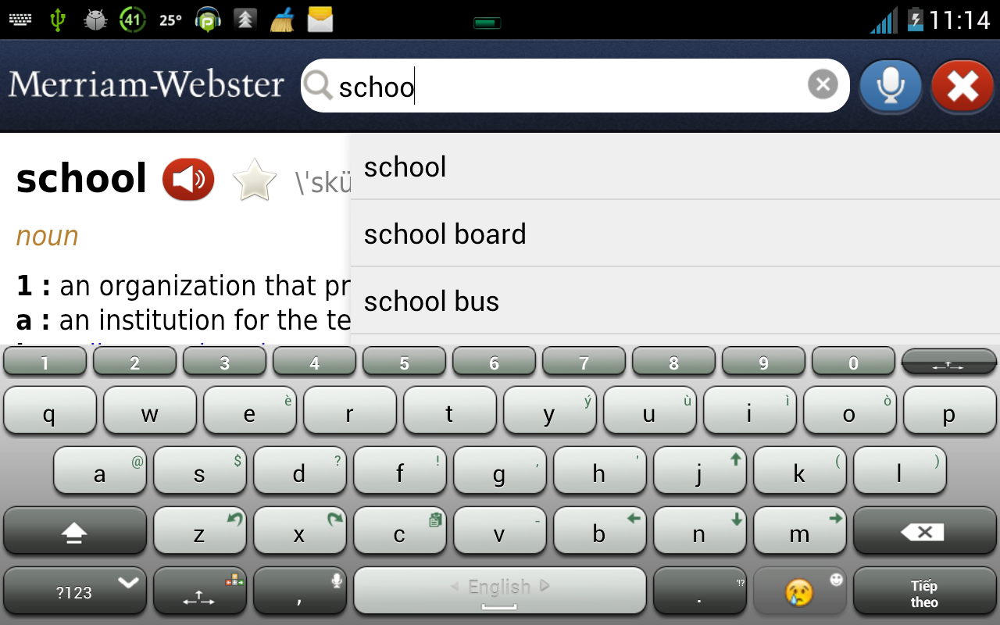 41 25° 11:14
Merriam-Webster schoo
school \ˈskü
noun
1 : an organization that pr
a : an institution for the te
school
school board
school bus
1 2 3 4 5 6 7 8 9 0
q w e è r t y ý u ù i ì o ò p
a @ s $ d ? f ! g , h ' j k ( l )
z x c v - b n m
?123 , English . '!? Tiếp
theo